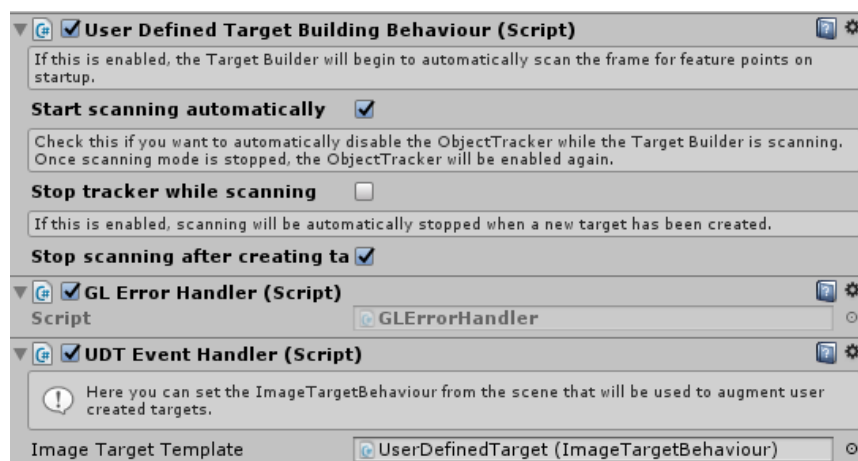 User Defined Target Building Behaviour (Script)
If this is enabled, the Target Builder will begin to automatically scan the frame for feature points on
startup.
Start scanning automatically
Check this if you want to automatically disable the ObjectTracker while the Target Builder is scanning.
Once scanning mode is stopped, the ObjectTracker will be enabled again.
Stop tracker while scanning
If this is enabled, scanning will be automatically stopped when a new target has been created.
Stop scanning after creating ta
GL Error Handler (Script)
Script GLErrorHandler
UDT Event Handler (Script)
Here you can set the ImageTargetBehaviour from the scene that will be used to augment user
created targets.
Image Target Template UserDefinedTarget (ImageTargetBehaviour)